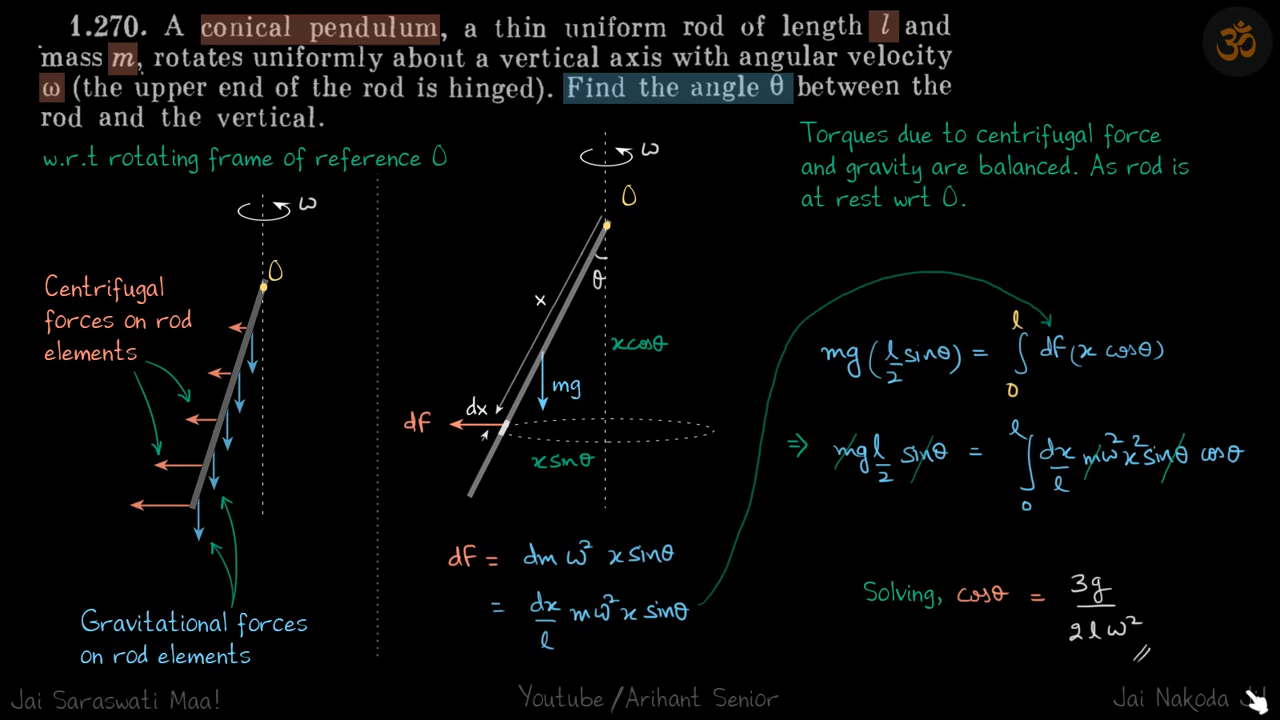 1.270. A conical pendulum, a thin uniform rod of length l and
mass m, rotates uniformly about a vertical axis with angular velocity
ω (the upper end of the rod is hinged). Find the angle θ between the
rod and the vertical.
w.r.t rotating frame of reference O
ω
O
Centrifugal
forces on rod
elements
Gravitational forces
on rod elements
ω
O
θ
x
x cosθ
mg
dx
df
x sinθ
df = dm ω² x sinθ
= dx/l mω² x sinθ
Torques due to centrifugal force
and gravity are balanced. As rod is
at rest wrt O.
mg (l/2 sinθ) = ∫₀ˡ df (x cosθ)
⇒ mg l/2 sinθ = ∫₀ˡ dx/l mω² x² sinθ cosθ
Solving, cosθ = 3g/2lω²
Jai Saraswati Maa!
Youtube /Arihant Senior
Jai Nakoda
ॐ